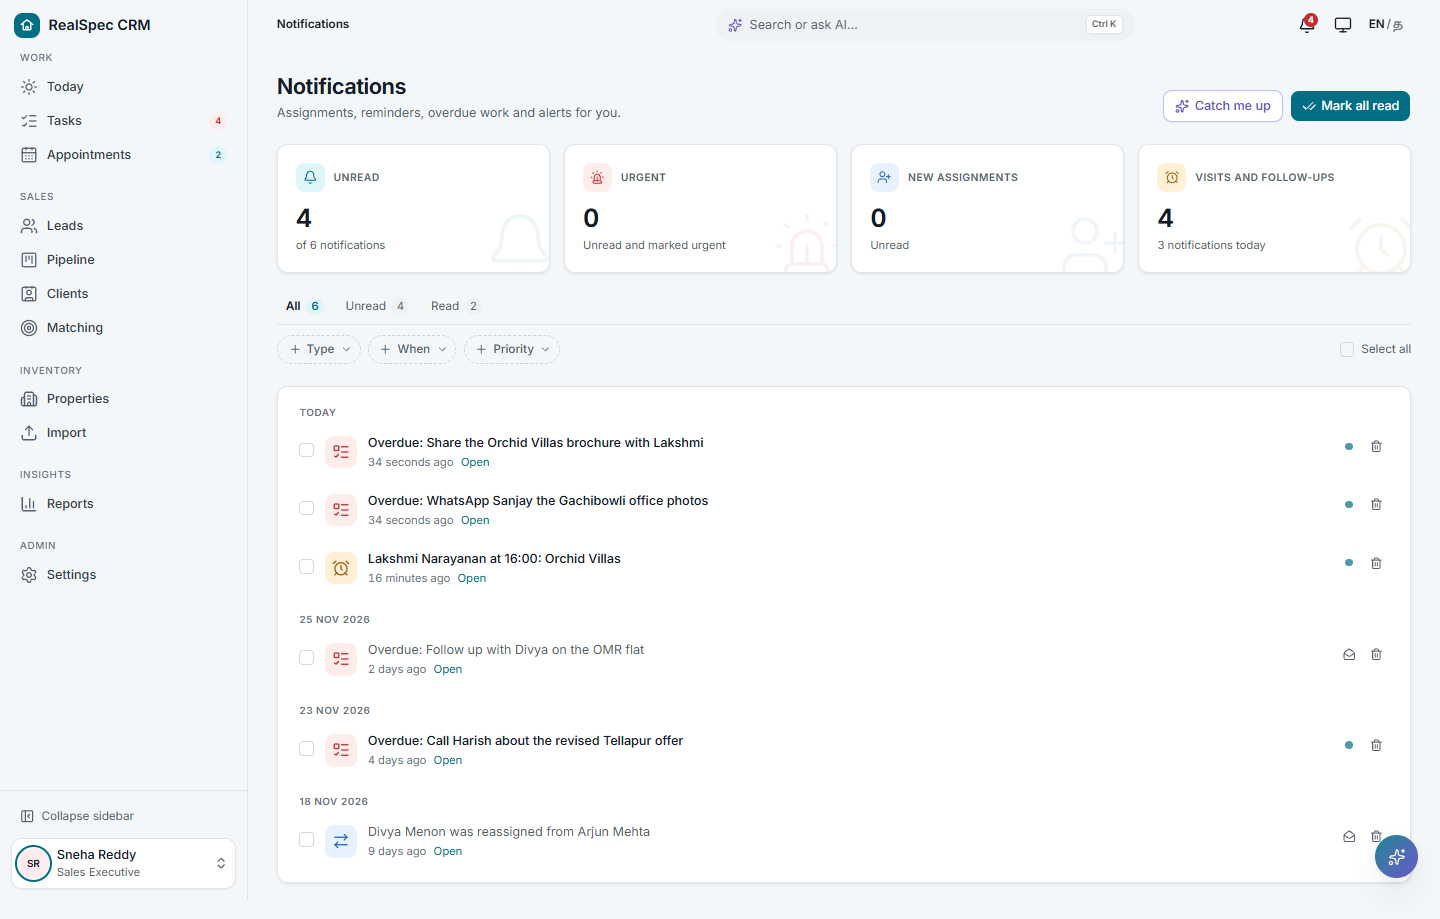 RealSpec CRM
WORK
Today
Tasks 4
Appointments 2
SALES
Leads
Pipeline
Clients
Matching
INVENTORY
Properties
Import
INSIGHTS
Reports
ADMIN
Settings
Collapse sidebar
SR
Sneha Reddy
Sales Executive
Notifications
Search or ask AI...
Ctrl K
4
EN / த
Notifications
Assignments, reminders, overdue work and alerts for you.
Catch me up
Mark all read
UNREAD
4
of 6 notifications
URGENT
0
Unread and marked urgent
NEW ASSIGNMENTS
0
Unread
VISITS AND FOLLOW-UPS
4
3 notifications today
All 6
Unread 4
Read 2
Type
When
Priority
Select all
TODAY
Overdue: Share the Orchid Villas brochure with Lakshmi
34 seconds ago Open
Overdue: WhatsApp Sanjay the Gachibowli office photos
34 seconds ago Open
Lakshmi Narayanan at 16:00: Orchid Villas
16 minutes ago Open
25 NOV 2026
Overdue: Follow up with Divya on the OMR flat
2 days ago Open
23 NOV 2026
Overdue: Call Harish about the revised Tellapur offer
4 days ago Open
18 NOV 2026
Divya Menon was reassigned from Arjun Mehta
9 days ago Open